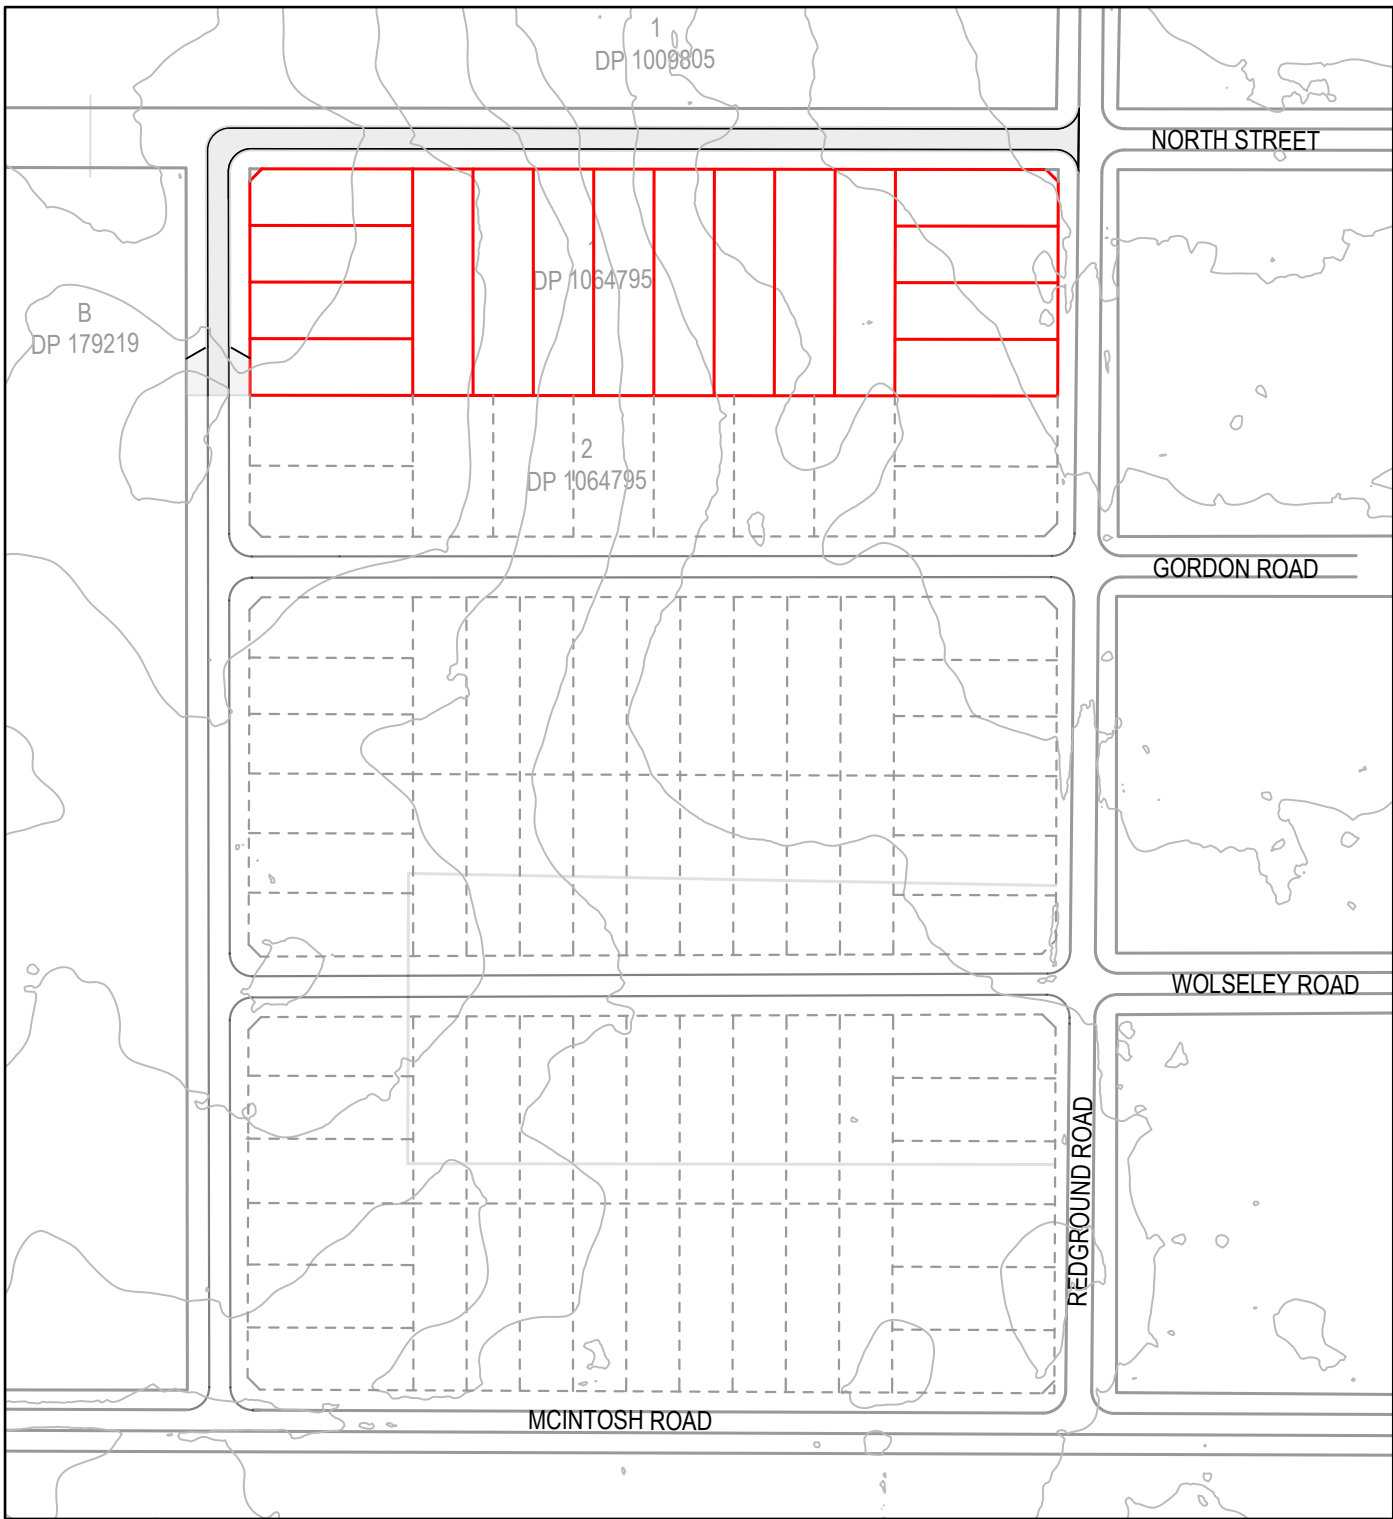 1
DP 1009805
NORTH STREET
1
DP 1064795
B
DP 179219
2
DP 1064795
GORDON ROAD
WOLSELEY ROAD
REDGROUND ROAD
MCINTOSH ROAD